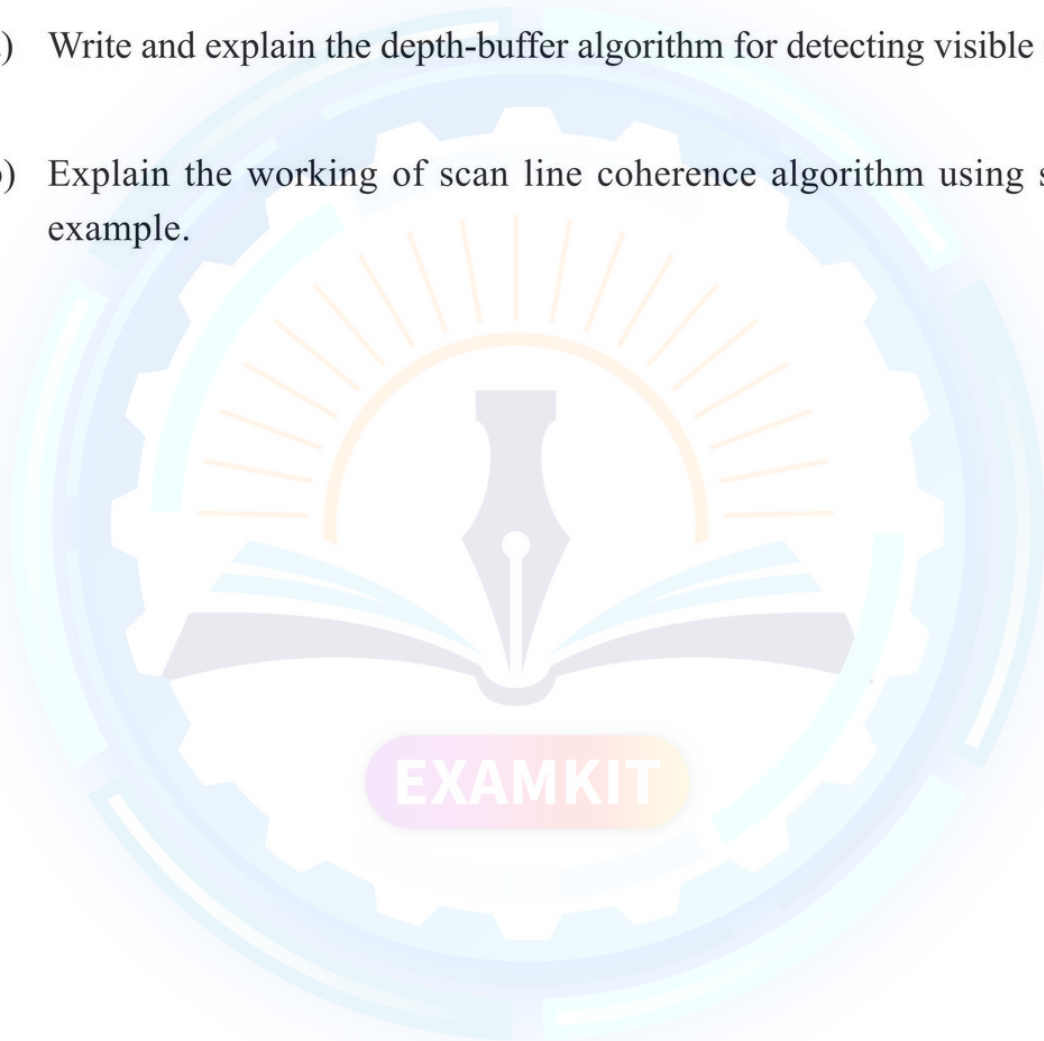 ) Write and explain the depth-buffer algorithm for detecting visible
) Explain the working of scan line coherence algorithm using
example.
EXAMKIT